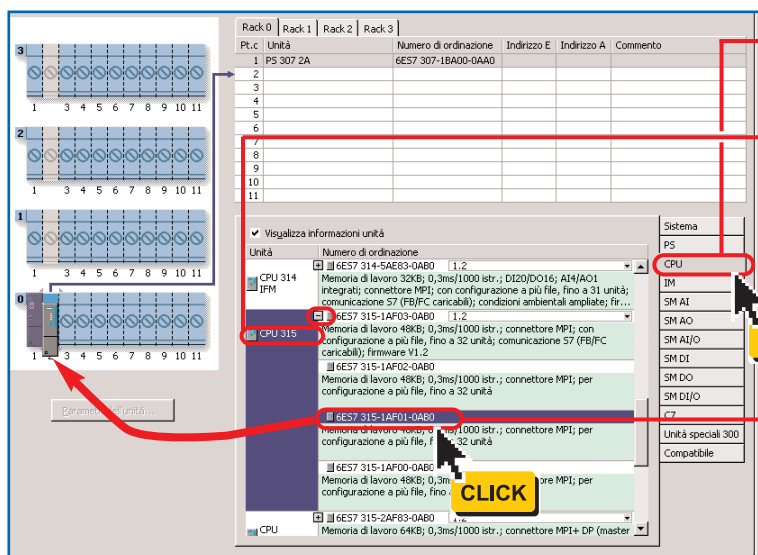 Rack 0 Rack 1 Rack 2 Rack 3
Pt.c Unità Numero di ordinazione Indirizzo E Indirizzo A Commento
1 PS 307 2A 6ES7 307-1BA00-0AA0
2
3
4
5
6
7
8
9
10
11
3
1 3 4 5 6 7 8 9 10 11
2
1 3 4 5 6 7 8 9 10 11
1
1 3 4 5 6 7 8 9 10 11
0
1 2 3 4 5 6 7 8 9 10 11
Parametri dell'unità...
Visualizza informazioni unità
Unità Numero di ordinazione
6ES7 314-5AE83-0AB0 1.2
CPU 314 IFM
Memoria di lavoro 32KB; 0,3ms/1000 istr.; DI20/DO16; AI4/AO1
integrati; connettore MPI; con configurazione a più file, fino a 31 unità;
comunicazione S7 (FB/FC caricabili); condizioni ambientali ampliate; fir...
6ES7 315-1AF03-0AB0 1.2
CPU 315
Memoria di lavoro 48KB; 0,3ms/1000 istr.; connettore MPI; con
configurazione a più file, fino a 32 unità; comunicazione S7 (FB/FC
caricabili); firmware V1.2
6ES7 315-1AF02-0AB0
Memoria di lavoro 48KB; 0,3ms/1000 istr.; connettore MPI; per
configurazione a più file, fino a 32 unità
6ES7 315-1AF01-0AB0
Memoria di lavoro 48KB; 0,3ms/1000 istr.; connettore MPI; per
configurazione a più file, 32 unità
6ES7 315-1AF00-0AB0
Memoria di lavoro 48KB; 0,3m MPI; per
configurazione a più file, fino
6ES7 315-2AF83-0AB0
CPU
Memoria di lavoro 64KB; 0,3ms/1000 istr.; connettore MPI+ DP (master
CLICK
Sistema
PS
CPU
IM
SM AI
SM AO
SM AI/O
SM DI
SM DO
SM DI/O
C7
Unità speciali 300
Compatibile